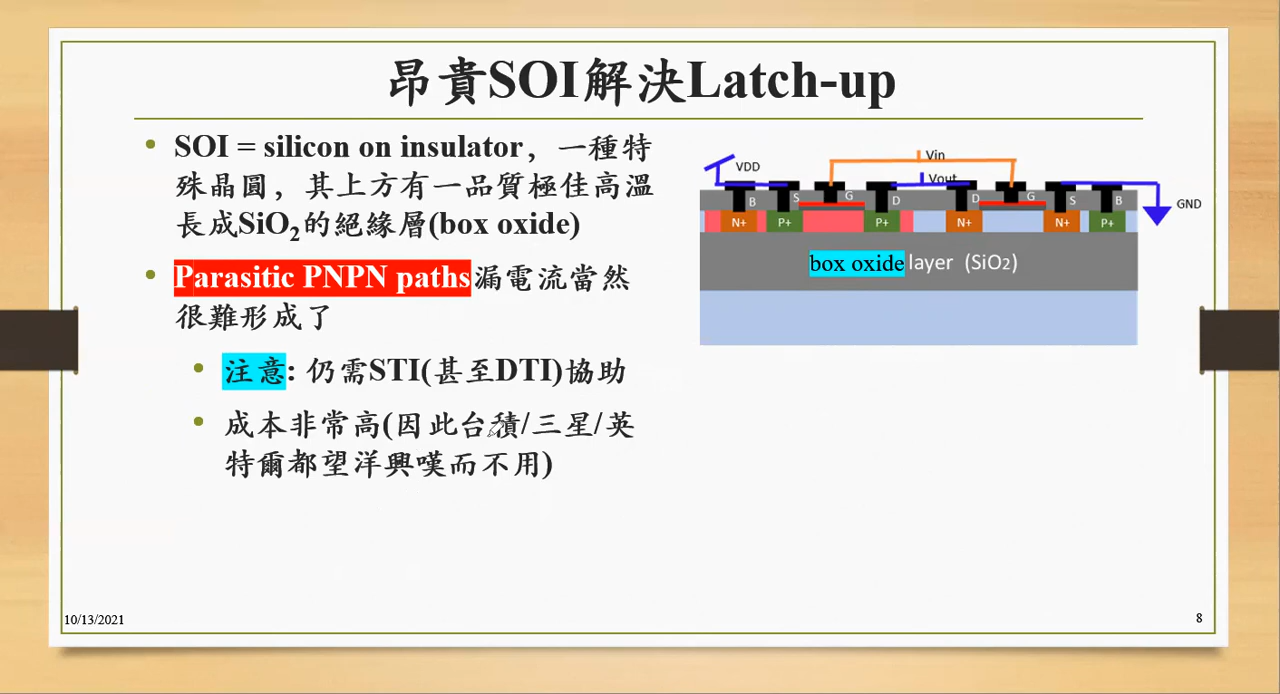 昂貴SOI解決Latch-up
• SOI = silicon on insulator，一種特
殊晶圓，其上方有一品質極佳高溫
長成SiO₂的絕緣層(box oxide)
• Parasitic PNPN paths漏電流當然
很難形成了
• 注意: 仍需STI(甚至DTI)協助
• 成本非常高(因此台積/三星/英
特爾都望洋興嘆而不用)
Vin
VDD
Vout
B S G D D G S B
GND
N+ P+ P+ N+ N+ P+
box oxide layer (SiO2)
10/13/2021
8